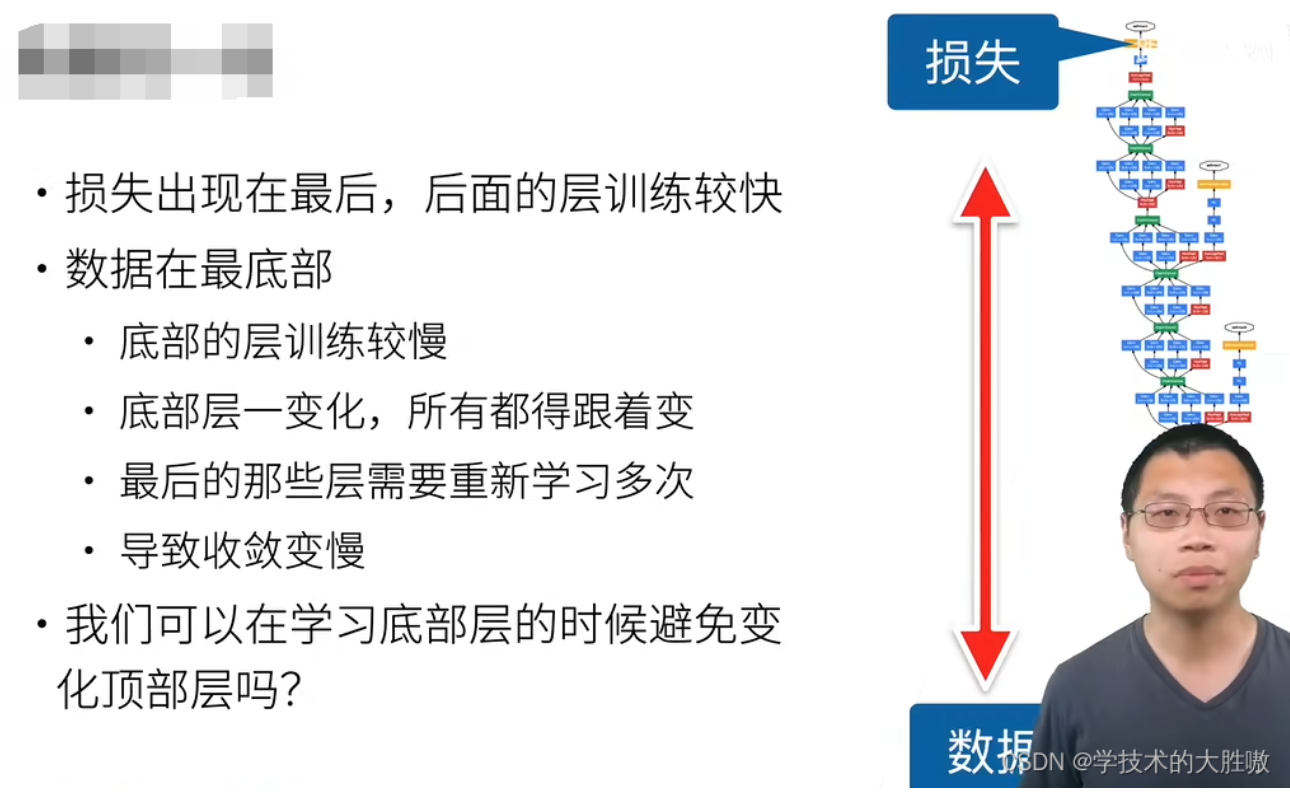 损失
• 损失出现在最后，后面的层训练较快
• 数据在最底部
• 底部的层训练较慢
• 底部层一变化，所有都得跟着变
• 最后的那些层需要重新学习多次
• 导致收敛变慢
• 我们可以在学习底部层的时候避免变
化顶部层吗？
数据
CSDN @学技术的大胜嗷